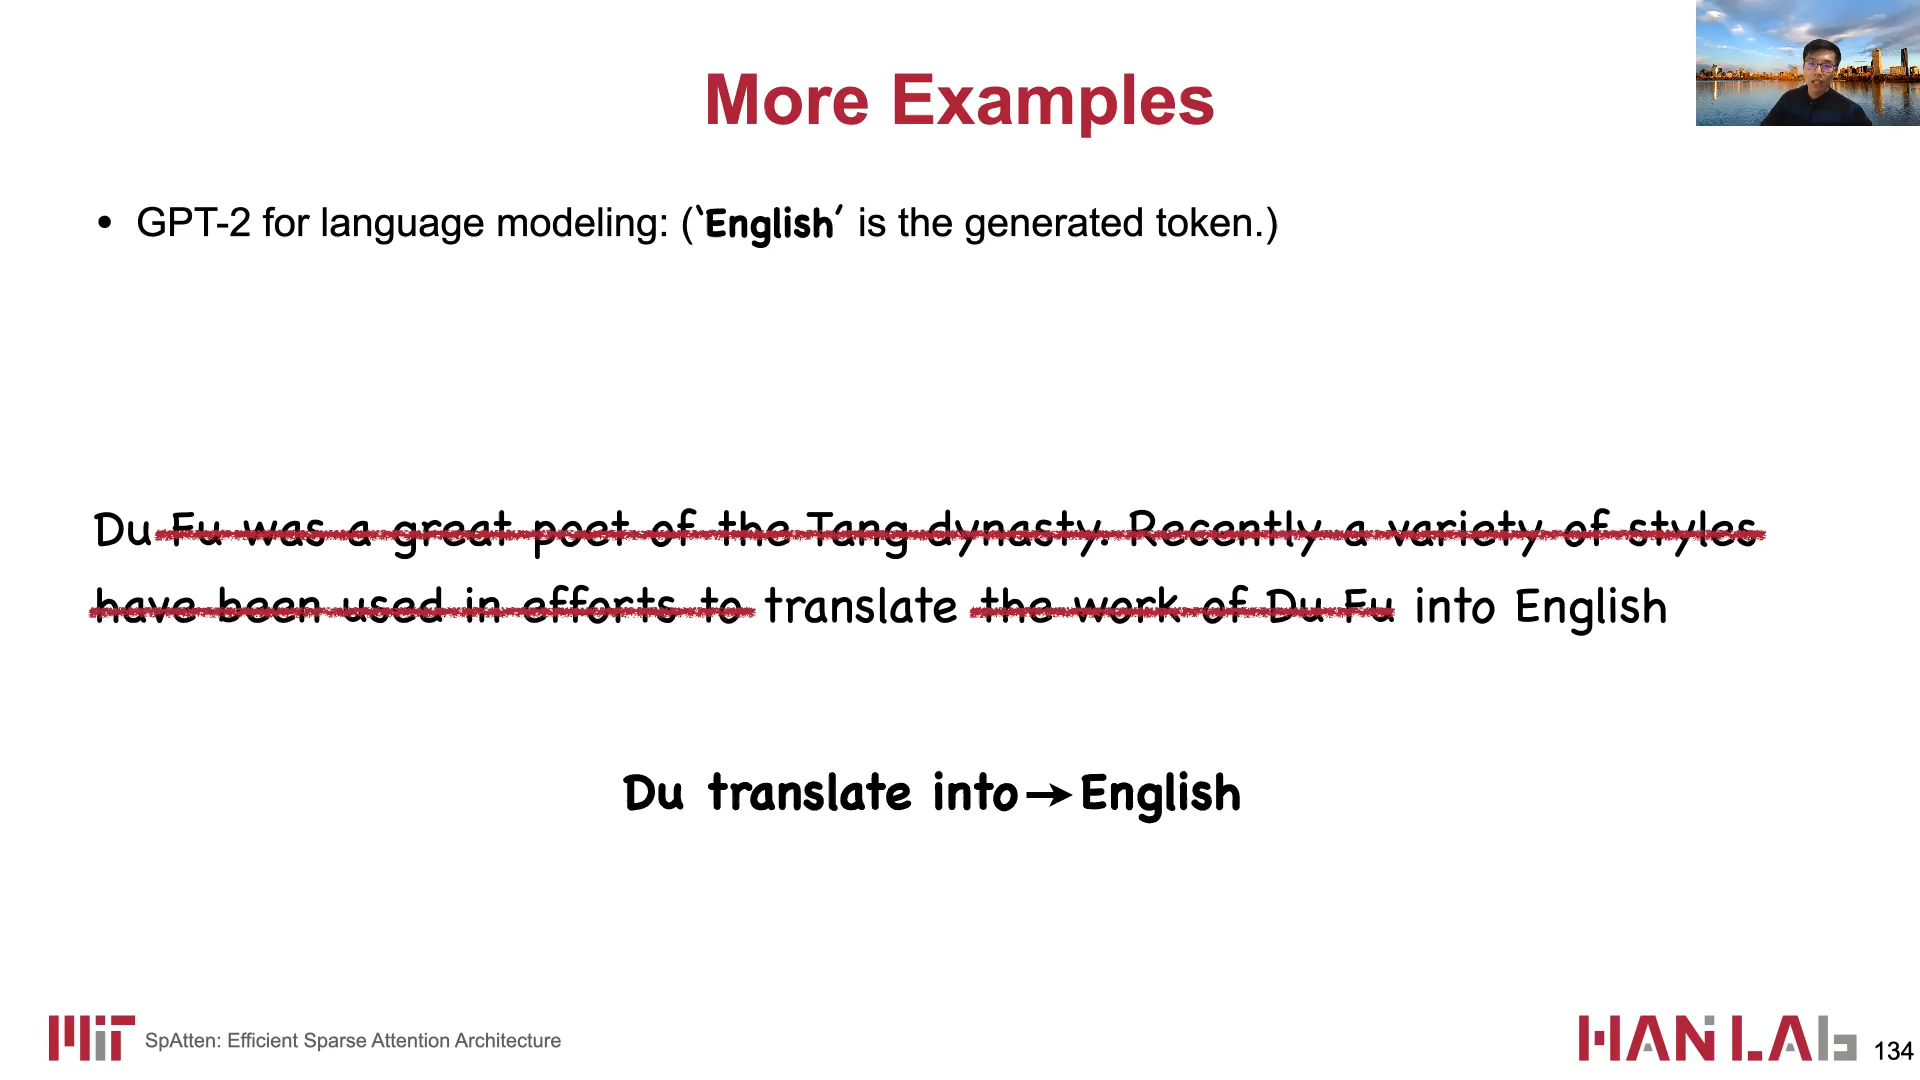 More Examples
• GPT-2 for language modeling: (‘English’ is the generated token.)
Du Fu was a great poet of the Tang dynasty. Recently a variety of styles
have been used in efforts to translate the work of Du Fu into English
Du translate into→English
MIT SpAtten: Efficient Sparse Attention Architecture
HAN LAb 134